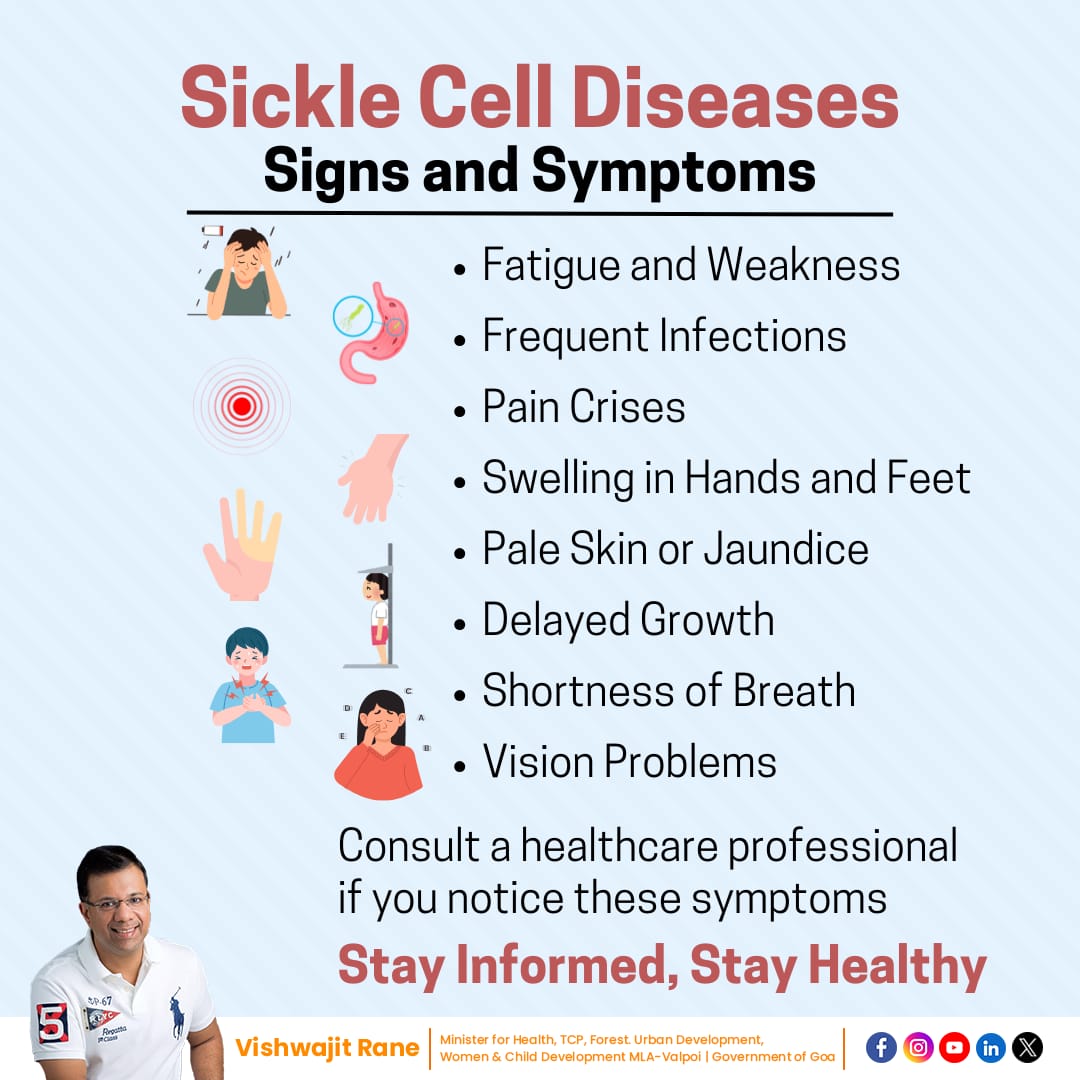 Sickle Cell Diseases
Signs and Symptoms
• Fatigue and Weakness
• Frequent Infections
• Pain Crises
• Swelling in Hands and Feet
• Pale Skin or Jaundice
• Delayed Growth
• Shortness of Breath
• Vision Problems
C
D
A
E
B
Consult a healthcare professional
if you notice these symptoms
Stay Informed, Stay Healthy
P-67
5
Regatta
1st Class
Vishwajit Rane
Minister for Health, TCP, Forest. Urban Development,
Women & Child Development MLA-Valpoi | Government of Goa